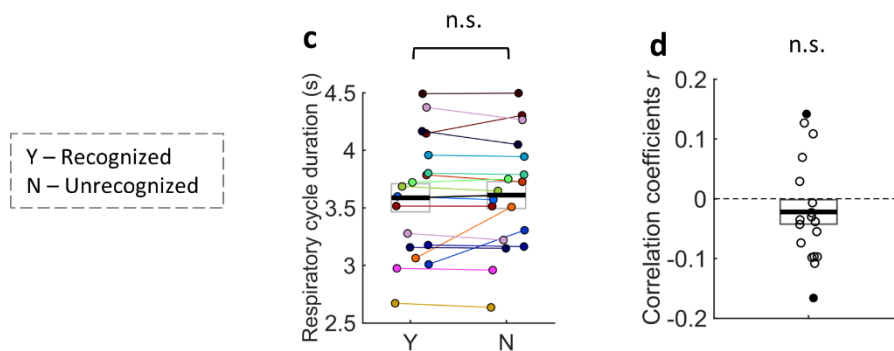 Y – Recognized
N – Unrecognized
c
n.s.
Respiratory cycle duration (s)
4.5
4
3.5
3
2.5
Y
N
d
n.s.
Correlation coefficients r
0.2
0.1
0
-0.1
-0.2